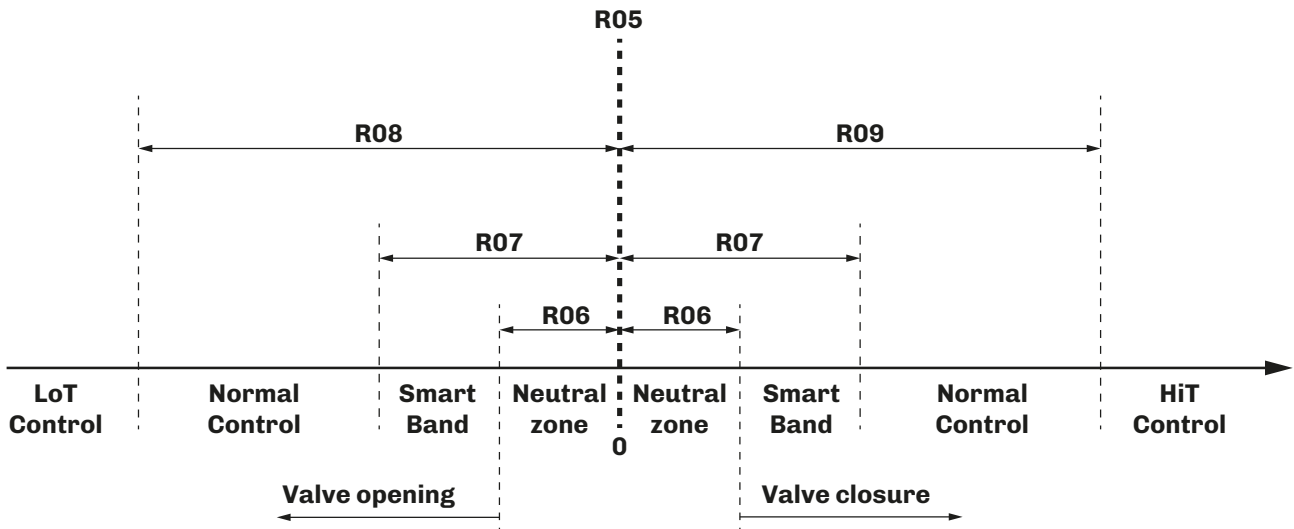 R05
R08
R09
R07
R07
R06
R06
LoT
Control
Normal
Control
Smart
Band
Neutral
zone
Neutral
zone
Smart
Band
Normal
Control
HiT
Control
0
Valve opening
Valve closure